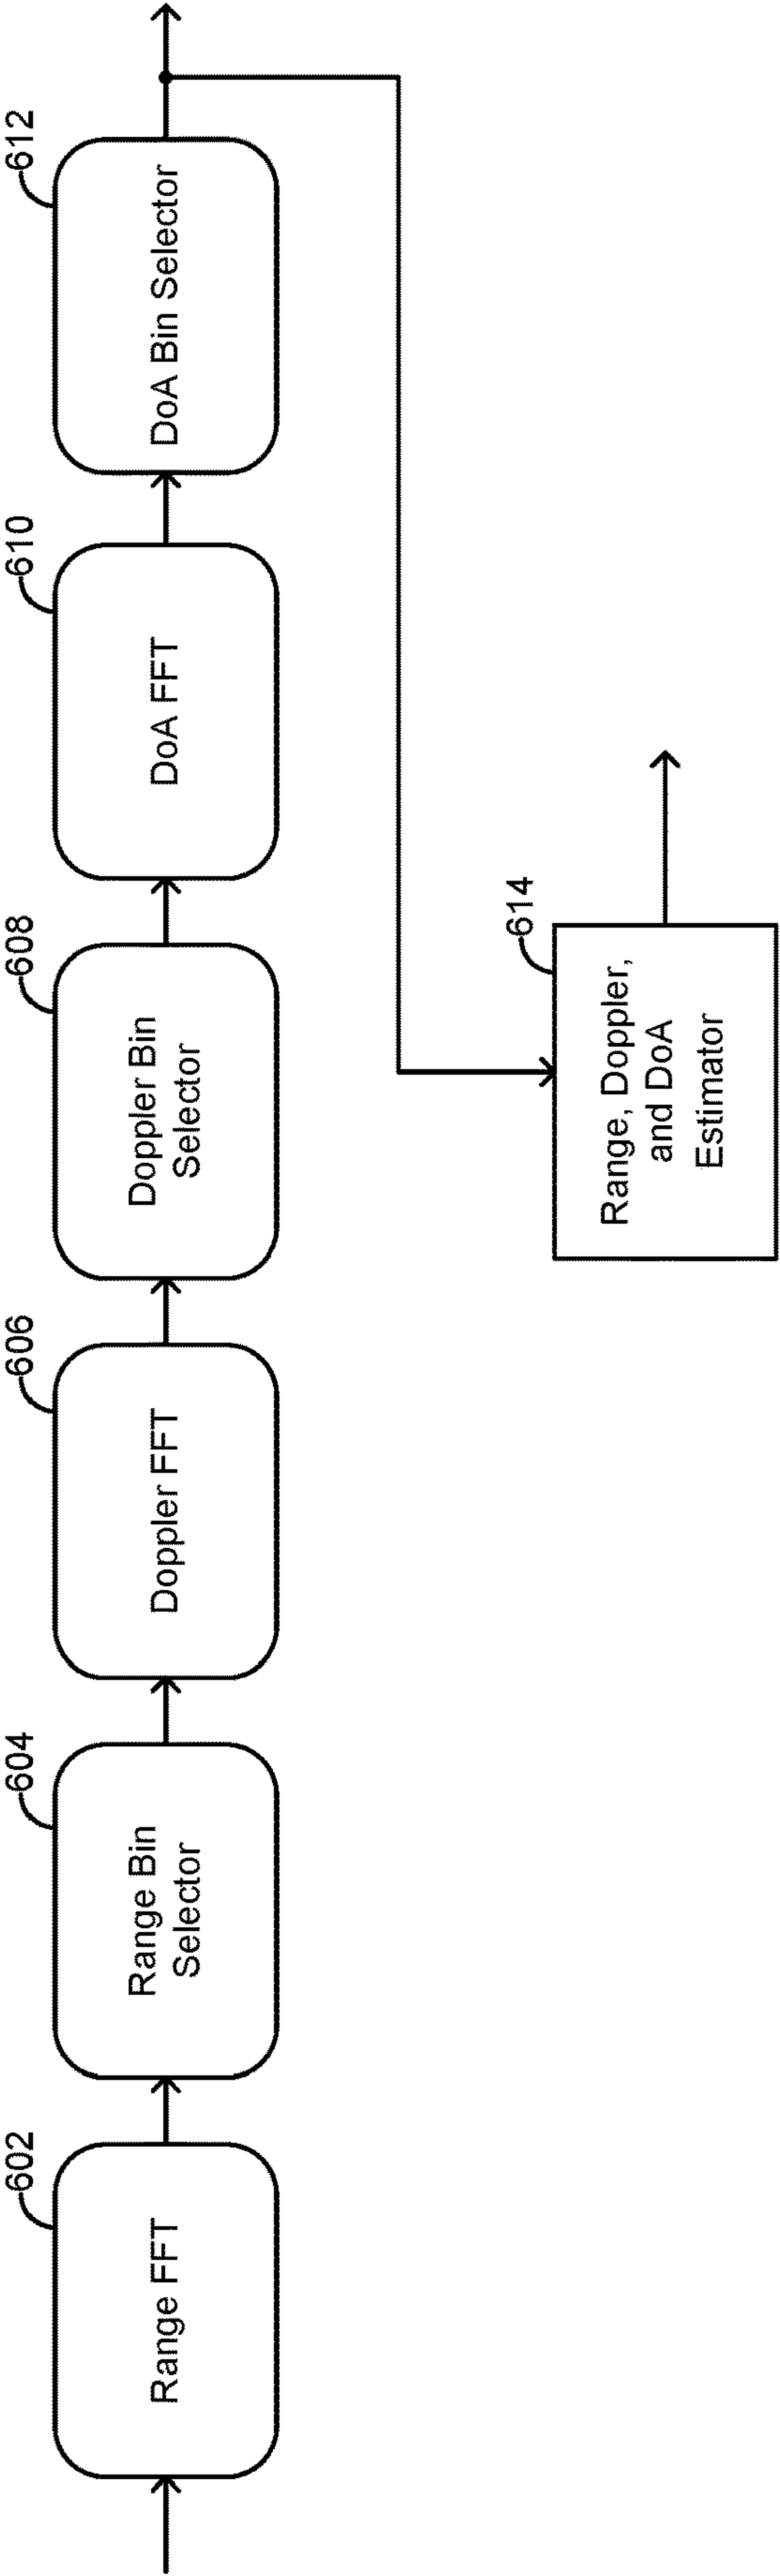 602
Range FFT
604
Range Bin
Selector
606
Doppler FFT
608
Doppler Bin
Selector
610
DoA FFT
612
DoA Bin Selector
614
Range, Doppler,
and DoA
Estimator